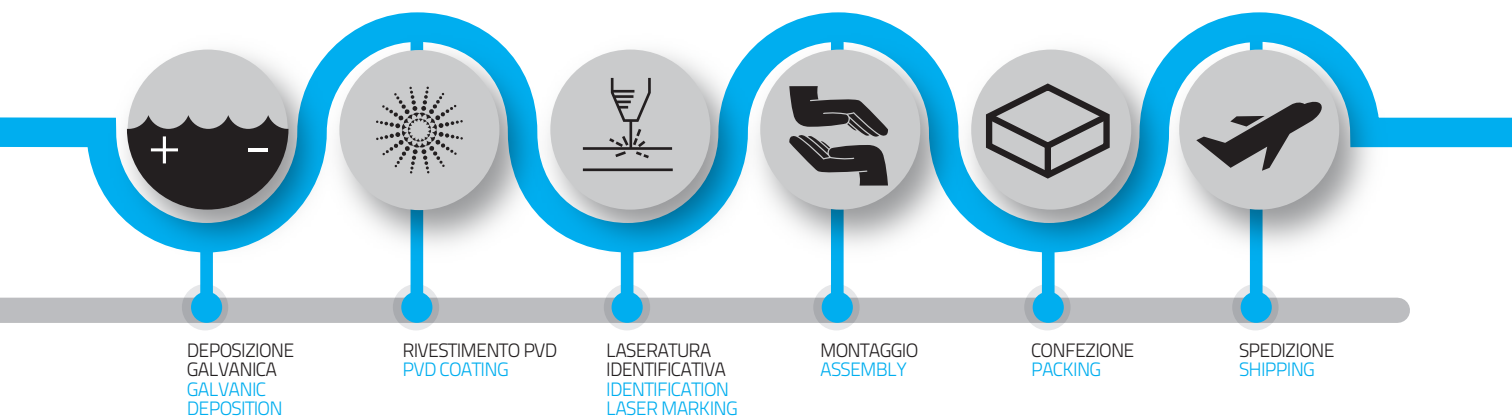 DEPOSIZIONE
GALVANICA
GALVANIC
DEPOSITION
RIVESTIMENTO PVD
PVD COATING
LASERATURA
IDENTIFICATIVA
IDENTIFICATION
LASER MARKING
MONTAGGIO
ASSEMBLY
CONFEZIONE
PACKING
SPEDIZIONE
SHIPPING